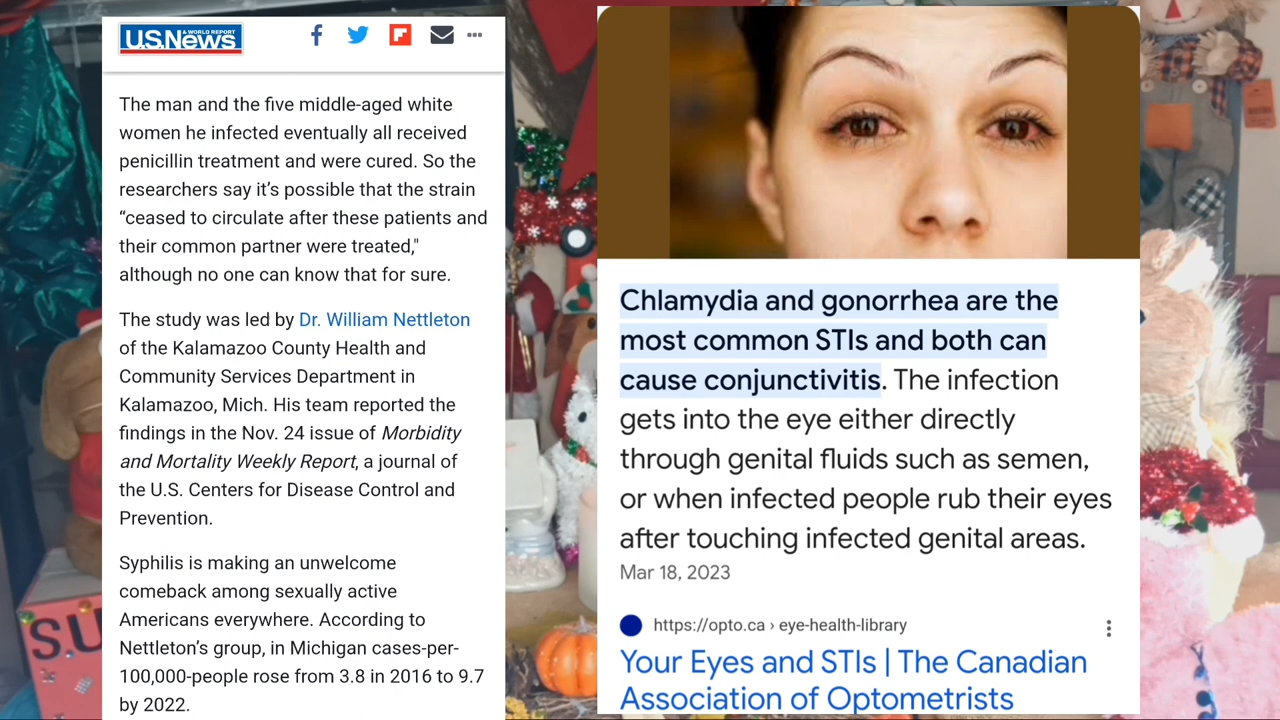 U.S.News
& WORLD REPORT
The man and the five middle-aged white
women he infected eventually all received
penicillin treatment and were cured. So the
researchers say it’s possible that the strain
“ceased to circulate after these patients and
their common partner were treated,"
although no one can know that for sure.
The study was led by Dr. William Nettleton
of the Kalamazoo County Health and
Community Services Department in
Kalamazoo, Mich. His team reported the
findings in the Nov. 24 issue of Morbidity
and Mortality Weekly Report, a journal of
the U.S. Centers for Disease Control and
Prevention.
Syphilis is making an unwelcome
comeback among sexually active
Americans everywhere. According to
Nettleton’s group, in Michigan cases-per-
100,000-people rose from 3.8 in 2016 to 9.7
by 2022.
Chlamydia and gonorrhea are the
most common STIs and both can
cause conjunctivitis. The infection
gets into the eye either directly
through genital fluids such as semen,
or when infected people rub their eyes
after touching infected genital areas.
Mar 18, 2023
https://opto.ca › eye-health-library
Your Eyes and STIs | The Canadian
Association of Optometrists
SU